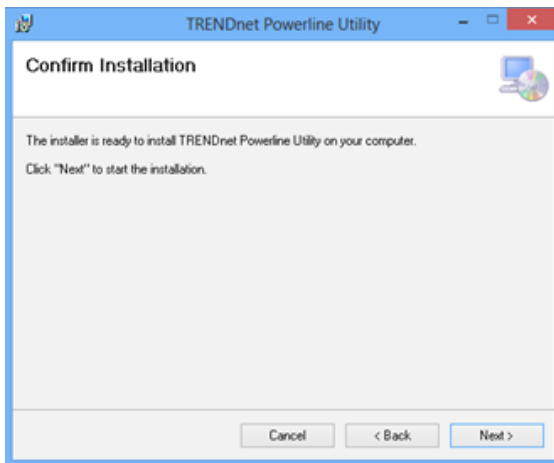 TRENDnet Powerline Utility
Confirm Installation
The installer is ready to install TRENDnet Powerline Utility on your computer.
Click "Next" to start the installation.
Cancel
< Back
Next >